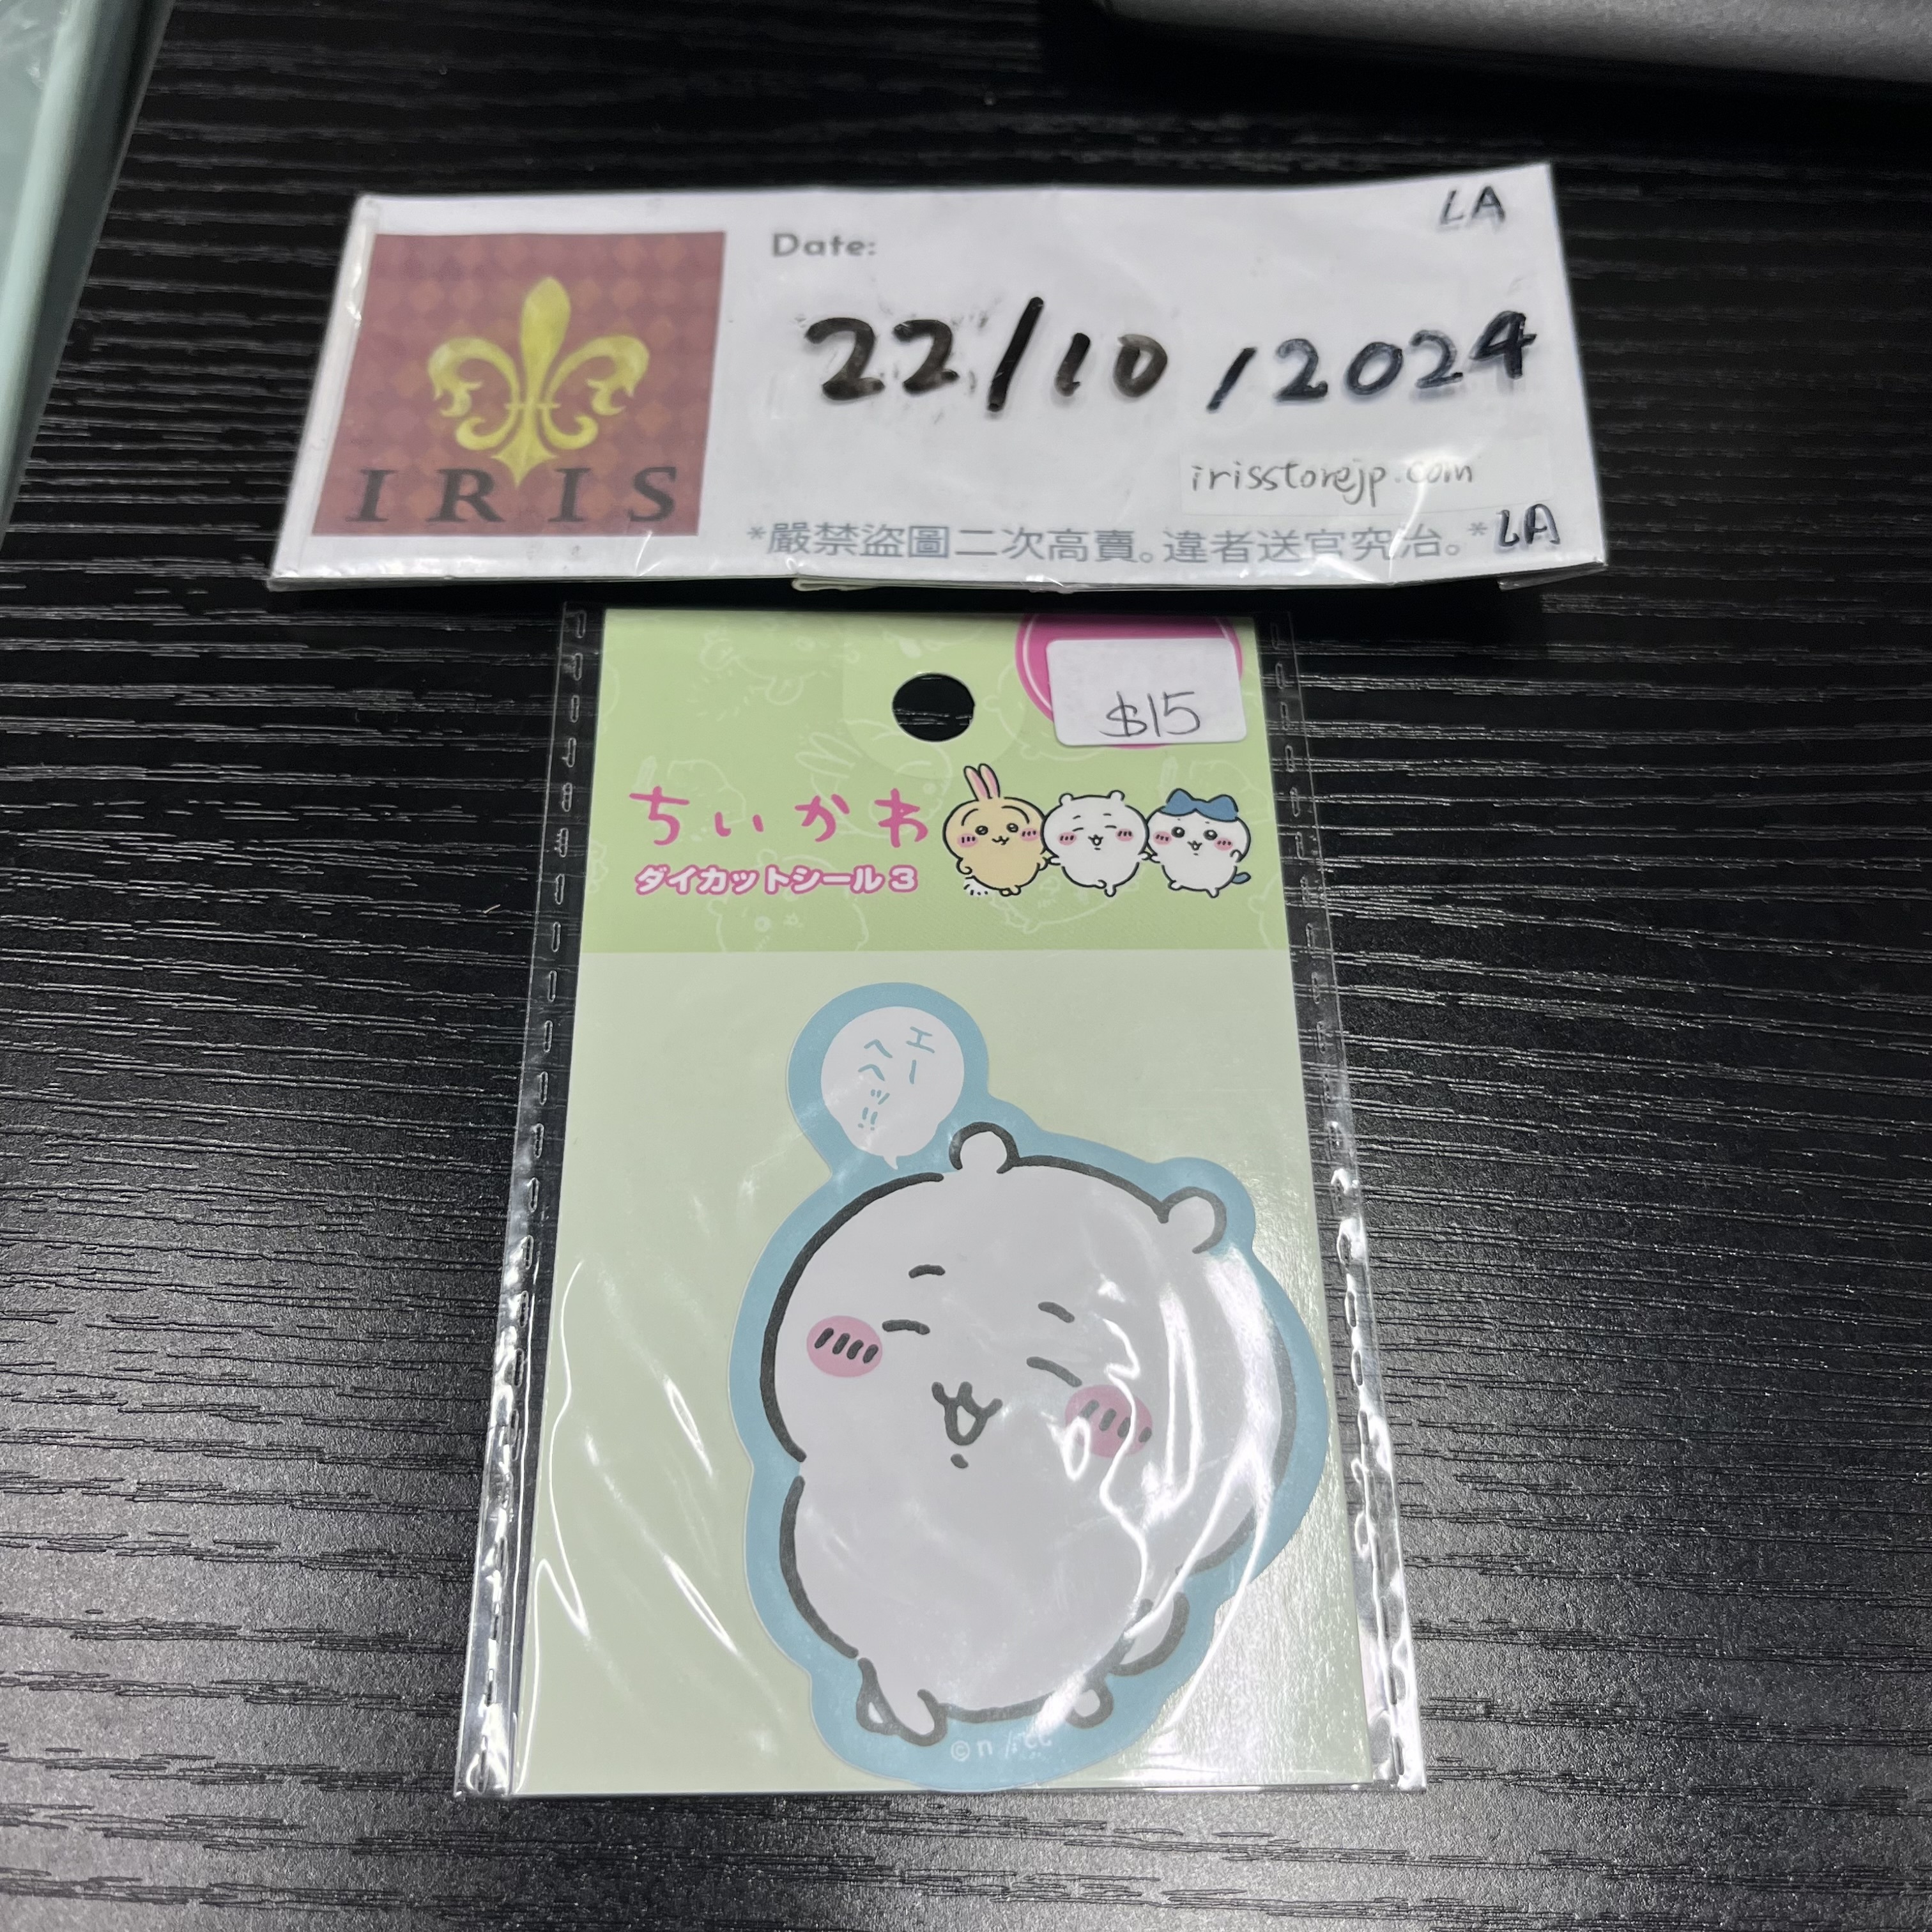 LA
Date:
22/10/2024
irisstorejp.com
IRIS
*嚴禁盜圖二次高賣。違者送官究治。* LA
$15
ちいかわ
ダイカットシール3
エー
ヘヘッ!!